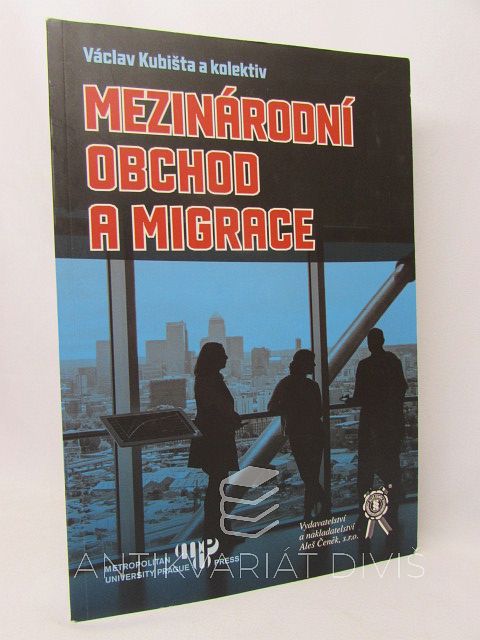 Václav Kubišta a kolektiv
MEZINÁRODNÍ
OBCHOD
A MIGRACE
Vydavatelství
a nakladatelství
Aleš Čeněk, s.r.o.
METROPOLITAN
UNIVERSITY PRAGUE PRESS
ANTIKVARIÁT DIVIŠ